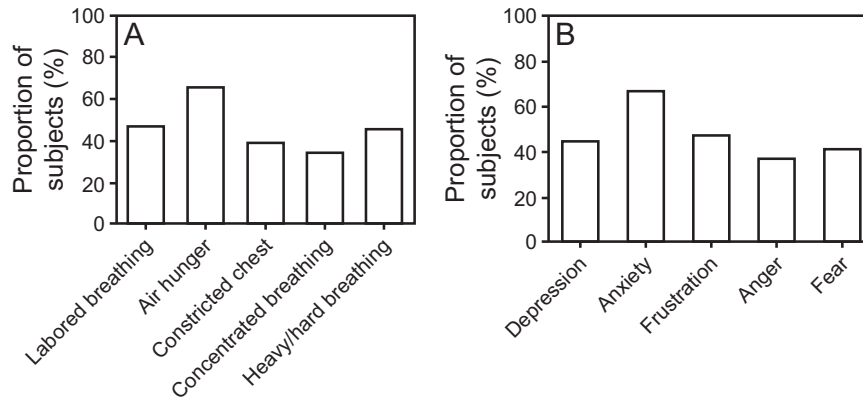 A
Proportion of
subjects (%)
100
80
60
40
20
0
Labored breathing
Air hunger
Constricted chest
Concentrated breathing
Heavy/hard breathing
B
Proportion of
subjects (%)
100
80
60
40
20
0
Depression
Anxiety
Frustration
Anger
Fear